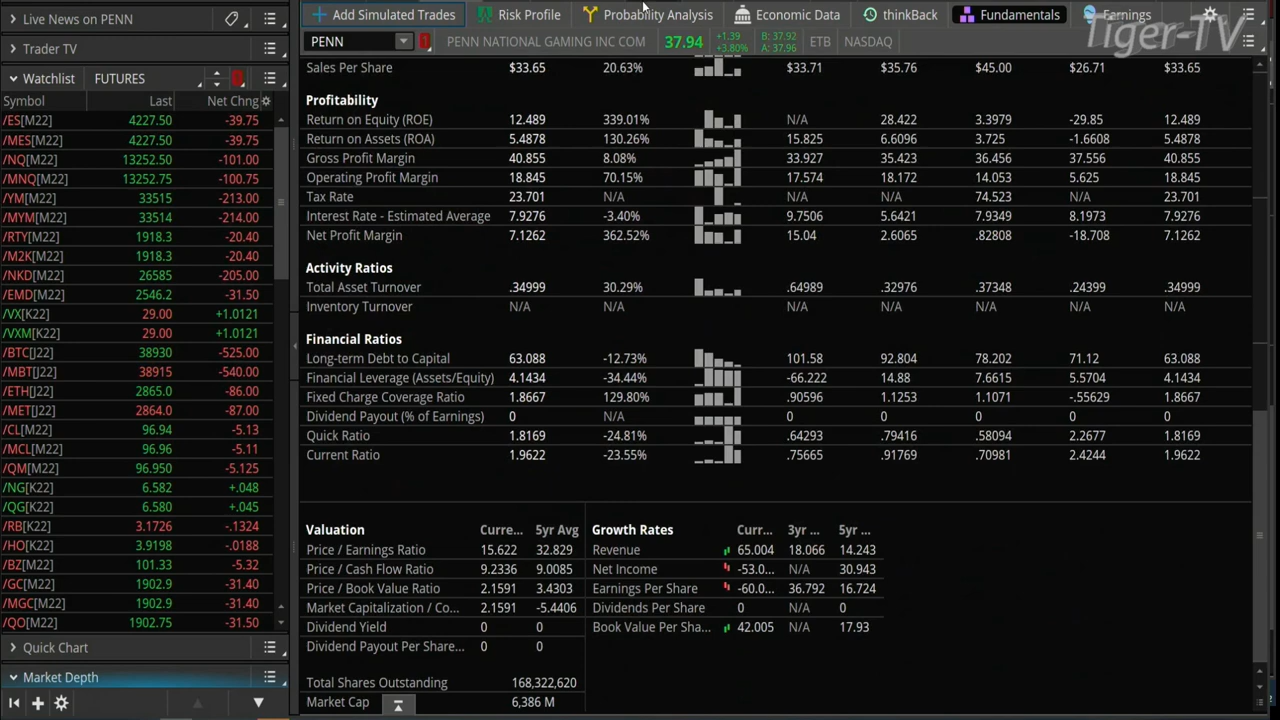 Live News on PENN
Trader TV
Watchlist FUTURES
Symbol Last Net Chng
/ES[M22] 4227.50 -39.75
/MES[M22] 4227.50 -39.75
/NQ[M22] 13252.50 -101.00
/MNQ[M22] 13252.75 -100.75
/YM[M22] 33515 -213.00
/MYM[M22] 33514 -214.00
/RTY[M22] 1918.3 -20.40
/M2K[M22] 1918.3 -20.40
/NKD[M22] 26585 -205.00
/EMD[M22] 2546.2 -31.50
/VX[K22] 29.00 +1.0121
/VXM[K22] 29.00 +1.0121
/BTC[J22] 38930 -525.00
/MBT[J22] 38915 -540.00
/ETH[J22] 2865.0 -86.00
/MET[J22] 2864.0 -87.00
/CL[M22] 96.94 -5.13
/MCL[M22] 96.96 -5.11
/QM[M22] 96.950 -5.125
/NG[K22] 6.582 +.048
/QG[K22] 6.580 +.045
/RB[K22] 3.1726 -.1324
/HO[K22] 3.9198 -.0188
/BZ[M22] 101.33 -5.32
/GC[M22] 1902.9 -31.40
/MGC[M22] 1902.9 -31.40
/QO[M22] 1902.75 -31.50
Quick Chart
Market Depth
Add Simulated Trades Risk Profile Probability Analysis Economic Data thinkBack Fundamentals Earnings
Tiger-TV
PENN PENN NATIONAL GAMING INC COM 37.94 +1.39 +3.80% B: 37.92 A: 37.96 ETB NASDAQ
Sales Per Share $33.65 20.63% $33.71 $35.76 $45.00 $26.71 $33.65
Profitability
Return on Equity (ROE) 12.489 339.01% N/A 28.422 3.3979 -29.85 12.489
Return on Assets (ROA) 5.4878 130.26% 15.825 6.6096 3.725 -1.6608 5.4878
Gross Profit Margin 40.855 8.08% 33.927 35.423 36.456 37.556 40.855
Operating Profit Margin 18.845 70.15% 17.574 18.172 14.053 5.625 18.845
Tax Rate 23.701 N/A N/A N/A 74.523 N/A 23.701
Interest Rate - Estimated Average 7.9276 -3.40% 9.7506 5.6421 7.9349 8.1973 7.9276
Net Profit Margin 7.1262 362.52% 15.04 2.6065 .82808 -18.708 7.1262
Activity Ratios
Total Asset Turnover .34999 30.29% .64989 .32976 .37348 .24399 .34999
Inventory Turnover N/A N/A N/A N/A N/A N/A N/A
Financial Ratios
Long-term Debt to Capital 63.088 -12.73% 101.58 92.804 78.202 71.12 63.088
Financial Leverage (Assets/Equity) 4.1434 -34.44% -66.222 14.88 7.6615 5.5704 4.1434
Fixed Charge Coverage Ratio 1.8667 129.80% .90596 1.1253 1.1071 -.55629 1.8667
Dividend Payout (% of Earnings) 0 N/A 0 0 0 0 0
Quick Ratio 1.8169 -24.81% .64293 .79416 .58094 2.2677 1.8169
Current Ratio 1.9622 -23.55% .75665 .91769 .70981 2.4244 1.9622
Valuation Curre... 5yr Avg
Price / Earnings Ratio 15.622 32.829
Price / Cash Flow Ratio 9.2336 9.0085
Price / Book Value Ratio 2.1591 3.4303
Market Capitalization / Co... 2.1591 -5.4406
Dividend Yield 0 0
Dividend Payout Per Share... 0 0
Total Shares Outstanding 168,322,620
Market Cap 6,386 M
Growth Rates Curr... 3yr ... 5yr ...
Revenue 65.004 18.066 14.243
Net Income -53.0... N/A 30.943
Earnings Per Share -60.0... 36.792 16.724
Dividends Per Share 0 N/A 0
Book Value Per Sha... 42.005 N/A 17.93